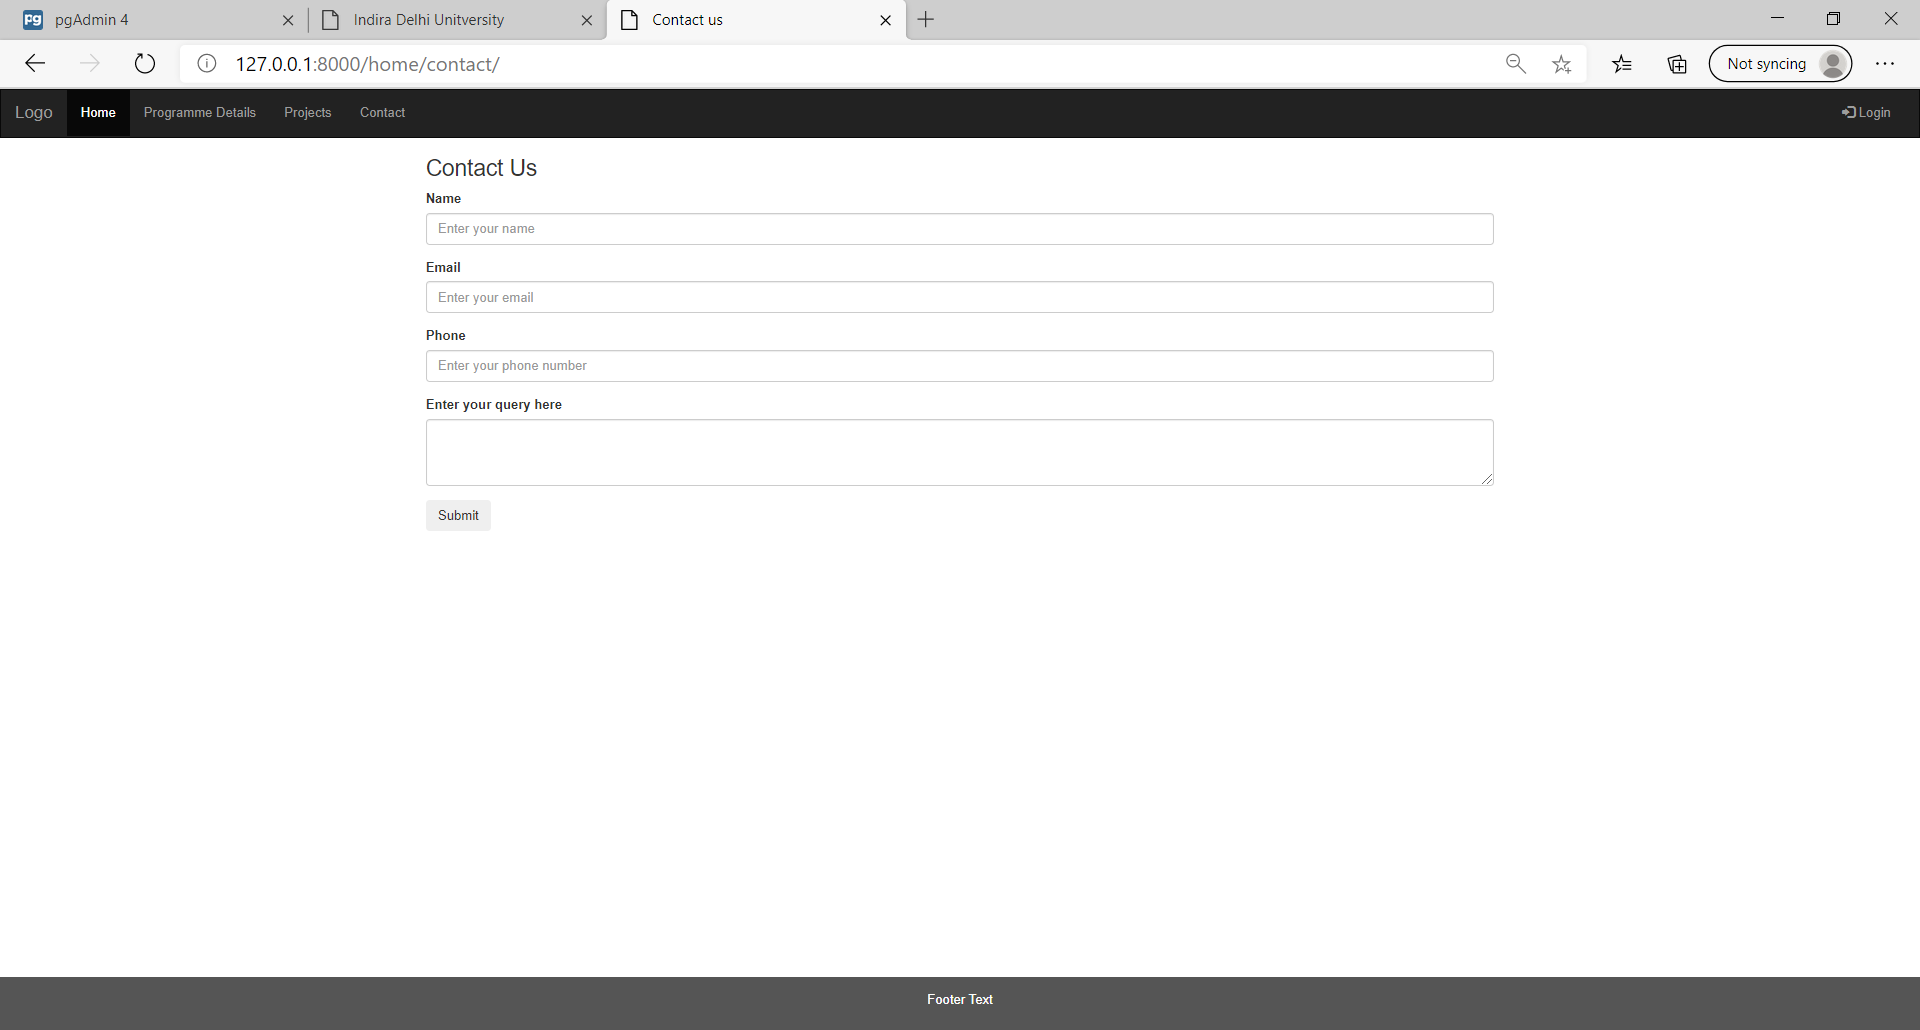 pgAdmin 4
Indira Delhi Unitversity
Contact us
127.0.0.1:8000/home/contact/
Not syncing
Logo
Home
Programme Details
Projects
Contact
Login
Contact Us
Name
Enter your name
Email
Enter your email
Phone
Enter your phone number
Enter your query here
Submit
Footer Text